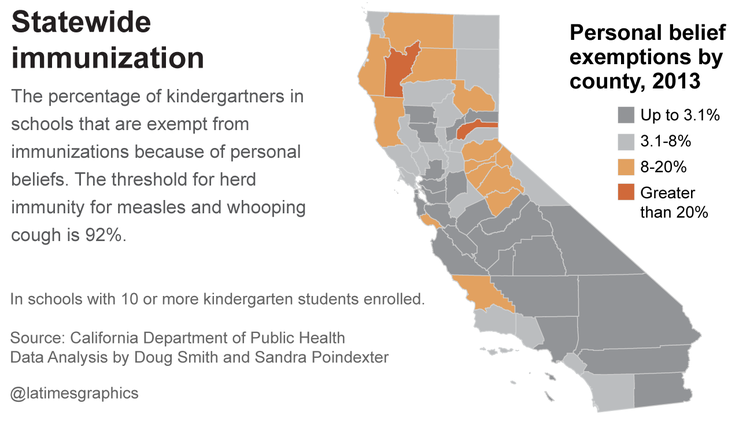 Statewide
immunization
The percentage of kindergartners in
schools that are exempt from
immunizations because of personal
beliefs. The threshold for herd
immunity for measles and whooping
cough is 92%.
In schools with 10 or more kindergarten students enrolled.
Source: California Department of Public Health
Data Analysis by Doug Smith and Sandra Poindexter
@latimesgraphics
Personal belief
exemptions by
county, 2013
Up to 3.1%
3.1-8%
8-20%
Greater
than 20%